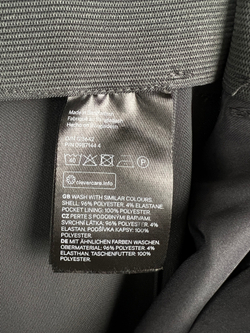 Made
clevercare.info
GB WASH WITH SIMILAR COLOURS.
SHELL: 96% POLYESTER, 4% ELASTANE.
POCKET LINING: 100% POLYESTER
CZ PERTE S PODOBNÝMI BARVAMI.
SVRCHNÍ: 96% POLYESTER, 4%
ELASTAN. PODŠÍVKA KAPSY: 100%
POLYESTER
DE MIT ÄHNLICHEN FARBEN WASCHEN.
OBERMATERIAL: 96% POLYESTER, 4%
ELASTHAN. TASCHENFUTTER: 100%
POLYESTER